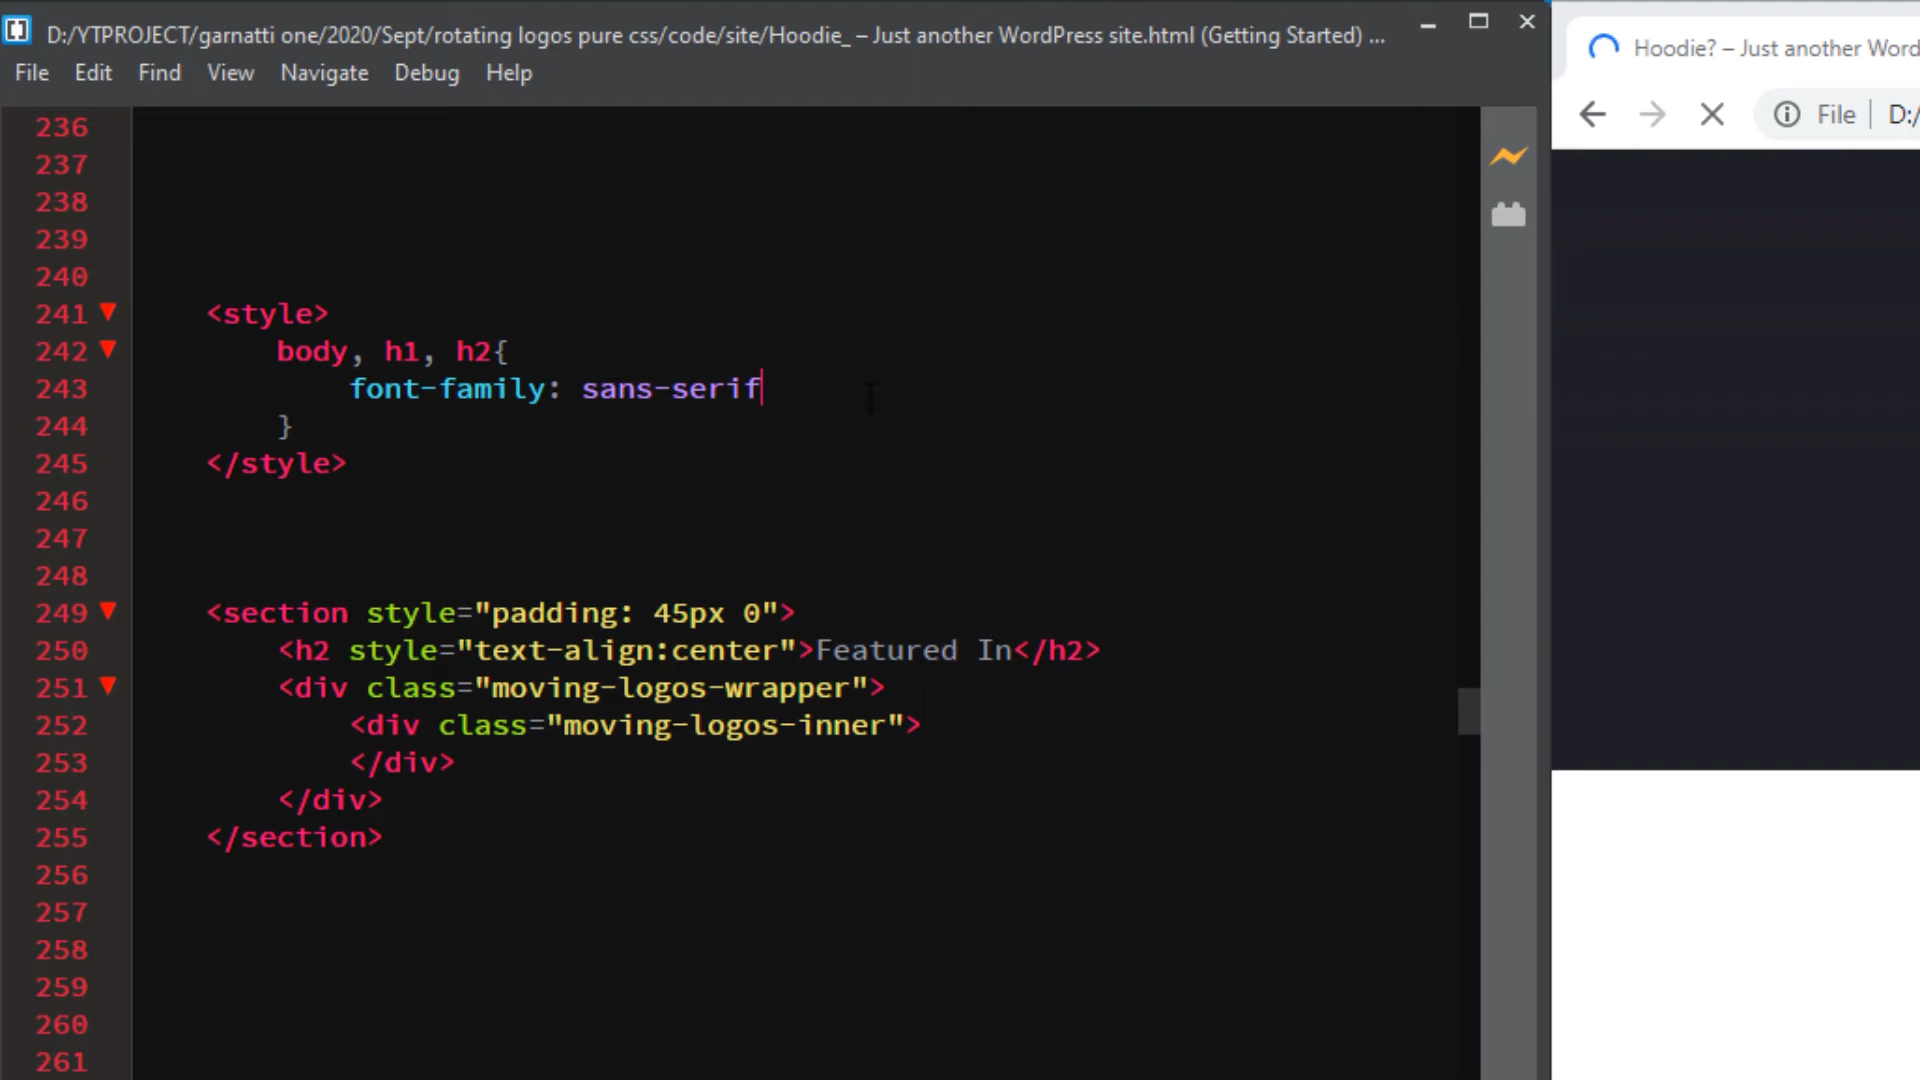 D:/YTPROJECT/garnatti one/2020/Sept/rotating logos pure css/code/site/Hoodie_ – Just another WordPress site.html (Getting Started) ...
File Edit Find View Navigate Debug Help
Hoodie? – Just another Word
File D:/
236
237
238
239
240
241 <style>
242 body, h1, h2{
243 font-family: sans-serif
244 }
245 </style>
246
247
248
249 <section style="padding: 45px 0">
250 <h2 style="text-align:center">Featured In</h2>
251 <div class="moving-logos-wrapper">
252 <div class="moving-logos-inner">
253 </div>
254 </div>
255 </section>
256
257
258
259
260
261